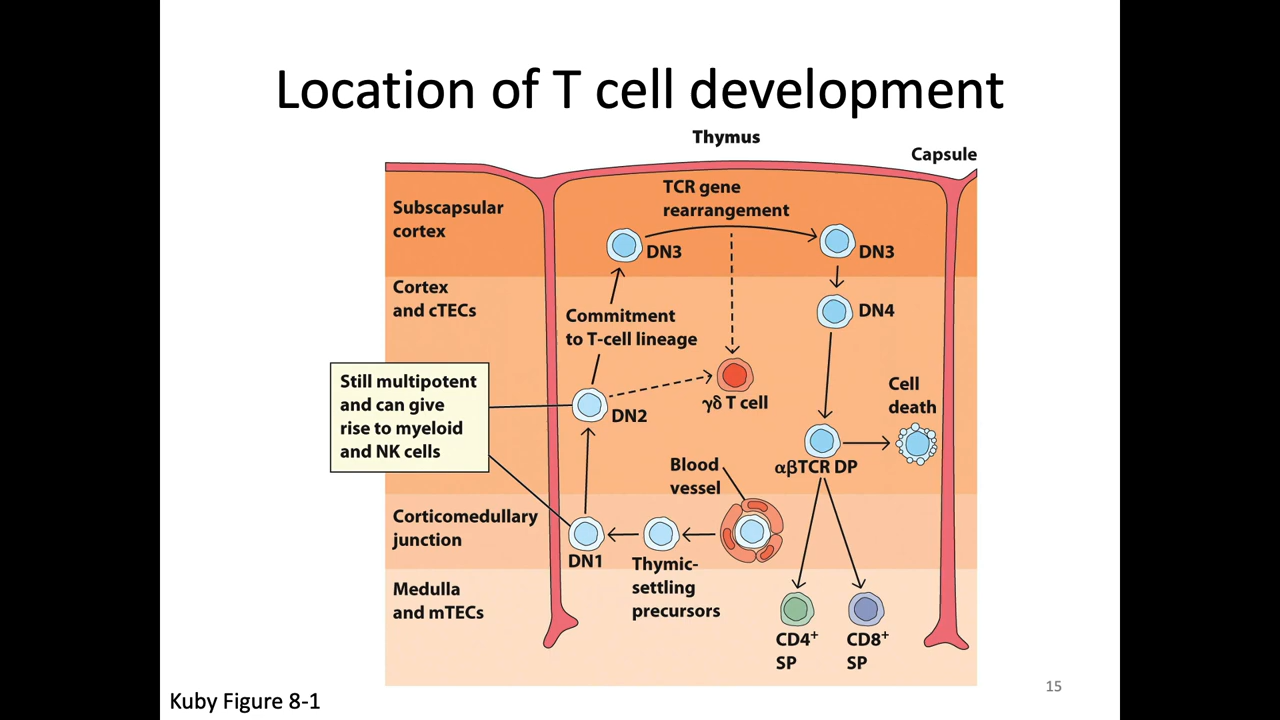 Location of T cell development
Thymus
Capsule
Subscapsular
cortex
TCR gene
rearrangement
DN3
DN3
Cortex
and cTECs
Commitment
to T-cell lineage
DN4
Still multipotent
and can give
rise to myeloid
and NK cells
DN2
γδ T cell
Cell
death
αβTCR DP
Blood
vessel
Corticomedullary
junction
DN1
Thymic-
settling
precursors
Medulla
and mTECs
CD4⁺
SP
CD8⁺
SP
Kuby Figure 8-1
15